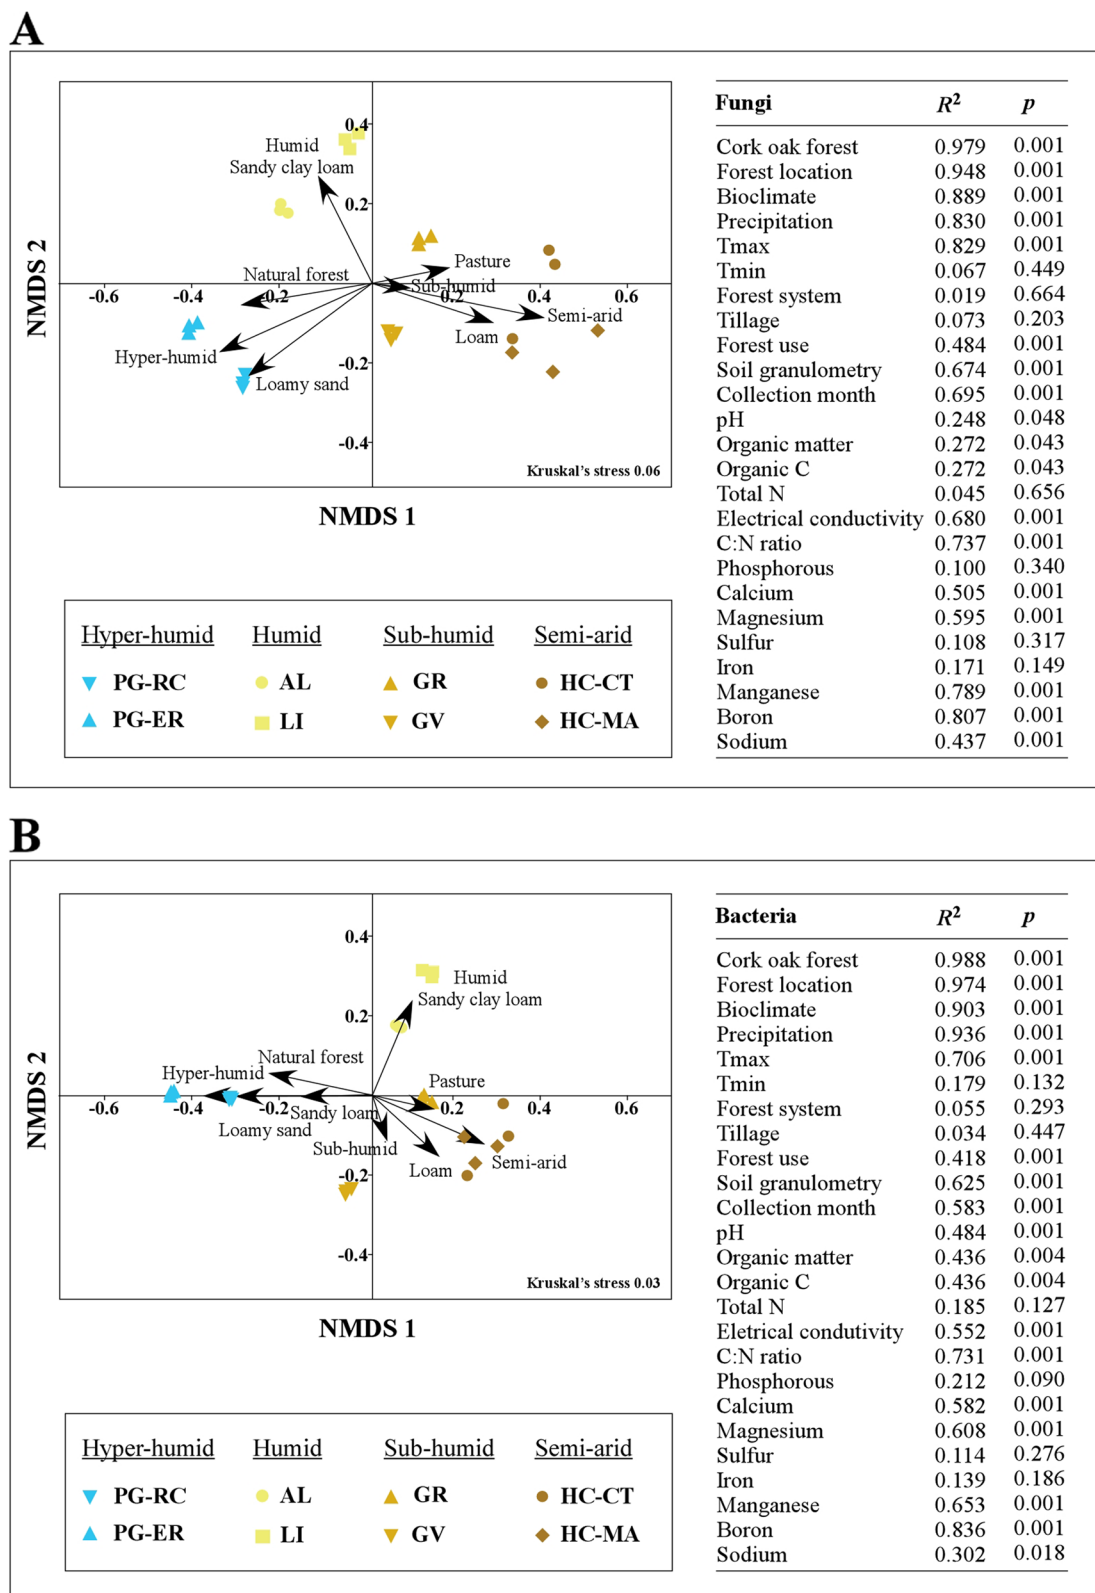 A
0.4
Humid
Sandy clay loam
0.2
Pasture
Natural forest
Sub-humid
-0.6 -0.4 -0.2 0.2 0.4 0.6
Semi-arid
Loam
Hyper-humid
-0.2
Loamy sand
-0.4
Kruskal's stress 0.06
NMDS 2
NMDS 1
Hyper-humid Humid Sub-humid Semi-arid
PG-RC AL GR HC-CT
PG-ER LI GV HC-MA
Fungi R² p
Cork oak forest 0.979 0.001
Forest location 0.948 0.001
Bioclimate 0.889 0.001
Precipitation 0.830 0.001
Tmax 0.829 0.001
Tmin 0.067 0.449
Forest system 0.019 0.664
Tillage 0.073 0.203
Forest use 0.484 0.001
Soil granulometry 0.674 0.001
Collection month 0.695 0.001
pH 0.248 0.048
Organic matter 0.272 0.043
Organic C 0.272 0.043
Total N 0.045 0.656
Electrical conductivity 0.680 0.001
C:N ratio 0.737 0.001
Phosphorous 0.100 0.340
Calcium 0.505 0.001
Magnesium 0.595 0.001
Sulfur 0.108 0.317
Iron 0.171 0.149
Manganese 0.789 0.001
Boron 0.807 0.001
Sodium 0.437 0.001
B
0.4
Humid
Sandy clay loam
0.2
Natural forest
Hyper-humid
Pasture
-0.6 -0.4 -0.2 0.2 0.4 0.6
Sandy loam
Loamy sand
Sub-humid
Semi-arid
Loam
-0.2
-0.4
Kruskal's stress 0.03
NMDS 2
NMDS 1
Hyper-humid Humid Sub-humid Semi-arid
PG-RC AL GR HC-CT
PG-ER LI GV HC-MA
Bacteria R² p
Cork oak forest 0.988 0.001
Forest location 0.974 0.001
Bioclimate 0.903 0.001
Precipitation 0.936 0.001
Tmax 0.706 0.001
Tmin 0.179 0.132
Forest system 0.055 0.293
Tillage 0.034 0.447
Forest use 0.418 0.001
Soil granulometry 0.625 0.001
Collection month 0.583 0.001
pH 0.484 0.001
Organic matter 0.436 0.004
Organic C 0.436 0.004
Total N 0.185 0.127
Eletrical condutivity 0.552 0.001
C:N ratio 0.731 0.001
Phosphorous 0.212 0.090
Calcium 0.582 0.001
Magnesium 0.608 0.001
Sulfur 0.114 0.276
Iron 0.139 0.186
Manganese 0.653 0.001
Boron 0.836 0.001
Sodium 0.302 0.018